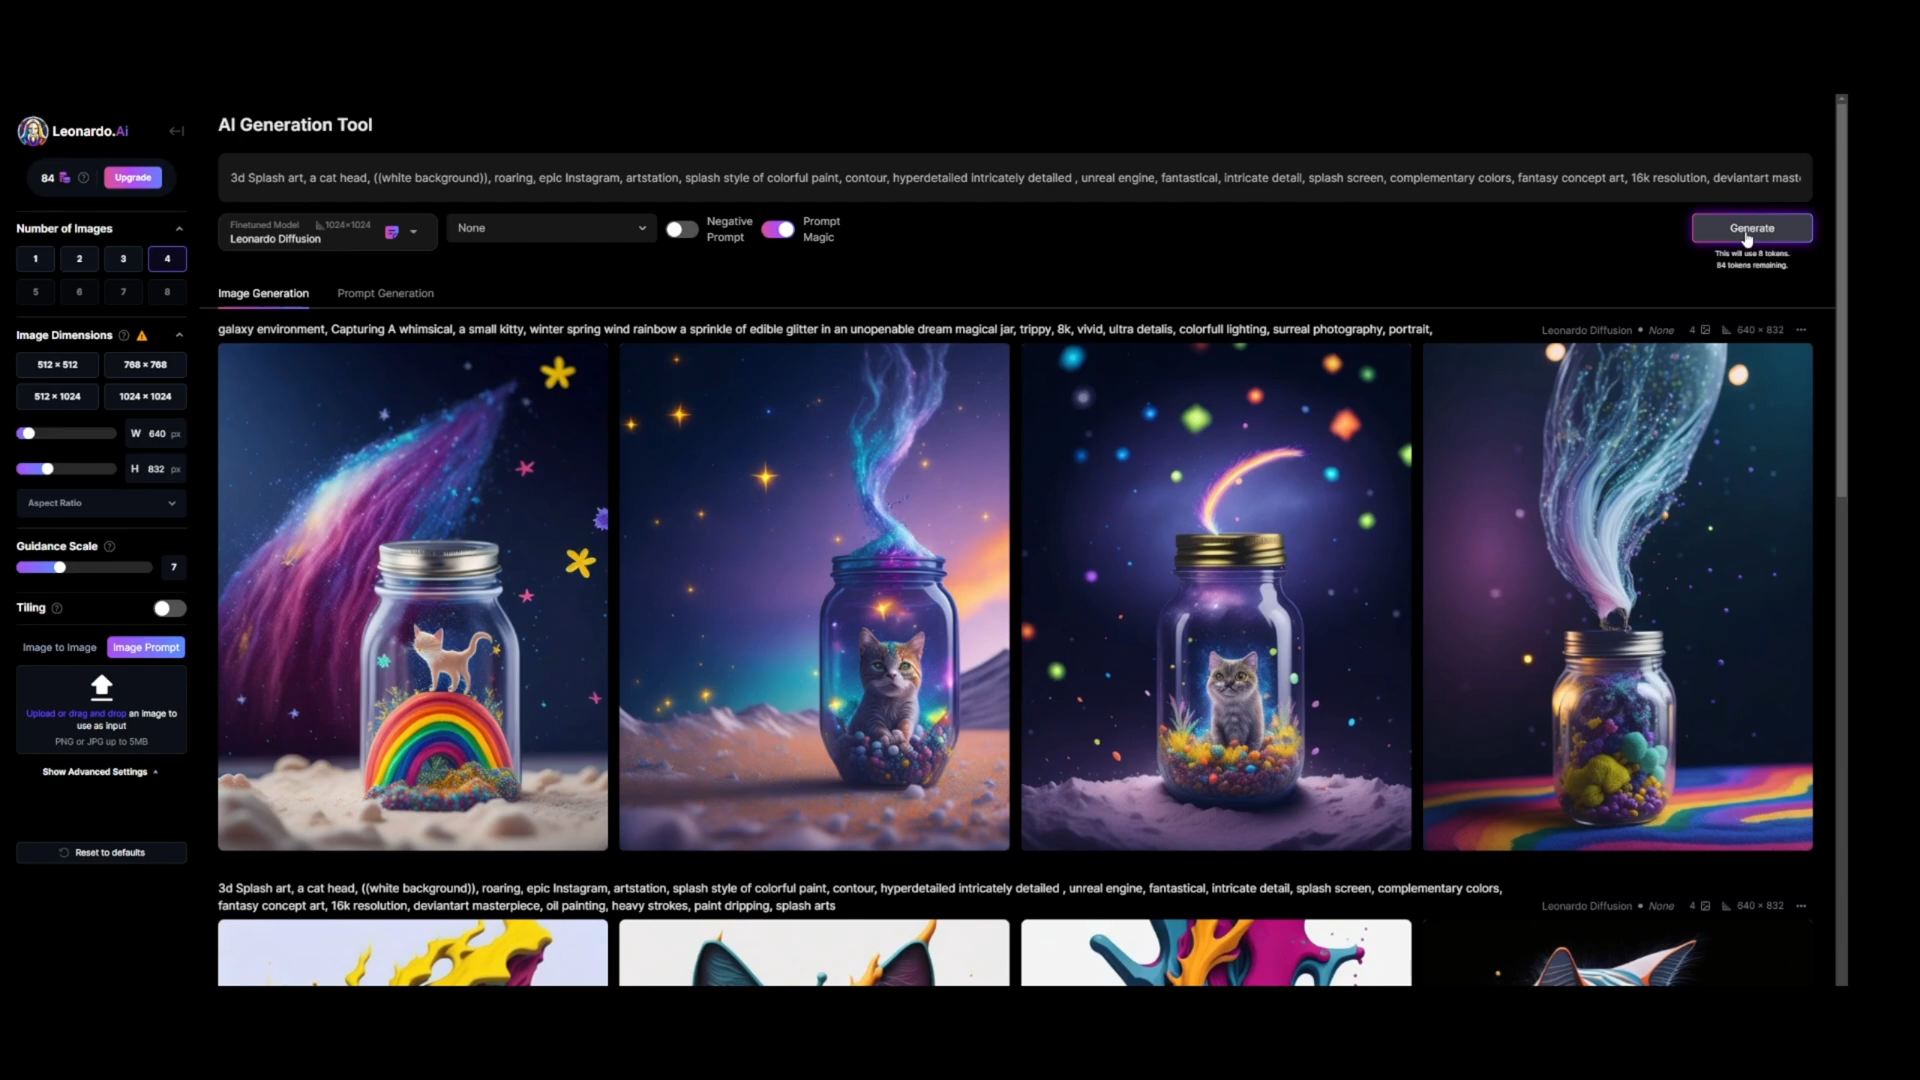 Leonardo.Ai
84
Upgrade
Number of Images
1 2 3 4
5 6 7 8
Image Dimensions
512 × 512 768 × 768
512 × 1024 1024 × 1024
W 640 px
H 832 px
Aspect Ratio
Guidance Scale
7
Tiling
Image to Image Image Prompt
Upload or drag and drop an image to
use as input
PNG or JPG up to 5MB
Show Advanced Settings
Reset to defaults
AI Generation Tool
3d Splash art, a cat head, ((white background)), roaring, epic Instagram, artstation, splash style of colorful paint, contour, hyperdetailed intricately detailed , unreal engine, fantastical, intricate detail, splash screen, complementary colors, fantasy concept art, 16k resolution, deviantart mast
Finetuned Model 1024×1024
Leonardo Diffusion
None
Negative
Prompt
Prompt
Magic
Generate
This will use 8 tokens.
84 tokens remaining.
Image Generation Prompt Generation
galaxy environment, Capturing A whimsical, a small kitty, winter spring wind rainbow a sprinkle of edible glitter in an unopenable dream magical jar, trippy, 8k, vivid, ultra detalis, colorfull lighting, surreal photography, portrait,
Leonardo Diffusion • None 4 640 × 832 ···
3d Splash art, a cat head, ((white background)), roaring, epic Instagram, artstation, splash style of colorful paint, contour, hyperdetailed intricately detailed , unreal engine, fantastical, intricate detail, splash screen, complementary colors,
fantasy concept art, 16k resolution, deviantart masterpiece, oil painting, heavy strokes, paint dripping, splash arts
Leonardo Diffusion • None 4 640 × 832 ···